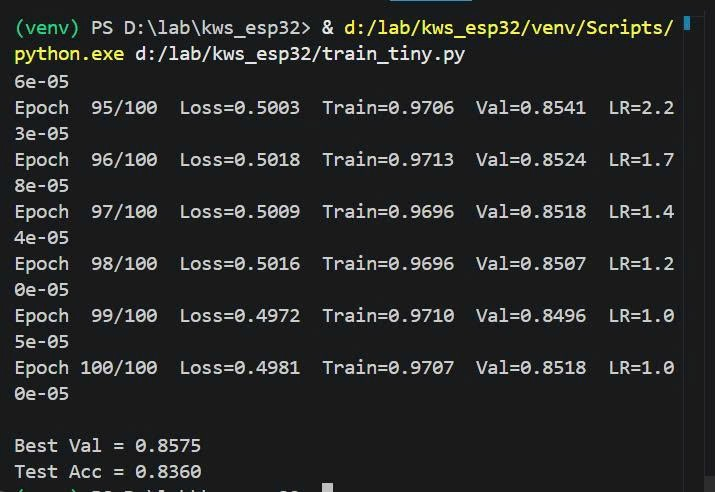 (venv) PS D:\lab\kws_esp32> & d:/lab/kws_esp32/venv/Scripts/
python.exe d:/lab/kws_esp32/train_tiny.py
6e-05
Epoch  95/100  Loss=0.5003  Train=0.9706  Val=0.8541  LR=2.2
3e-05
Epoch  96/100  Loss=0.5018  Train=0.9713  Val=0.8524  LR=1.7
8e-05
Epoch  97/100  Loss=0.5009  Train=0.9696  Val=0.8518  LR=1.4
4e-05
Epoch  98/100  Loss=0.5016  Train=0.9696  Val=0.8507  LR=1.2
0e-05
Epoch  99/100  Loss=0.4972  Train=0.9710  Val=0.8496  LR=1.0
5e-05
Epoch 100/100  Loss=0.4981  Train=0.9707  Val=0.8518  LR=1.0
0e-05
Best Val = 0.8575
Test Acc = 0.8360